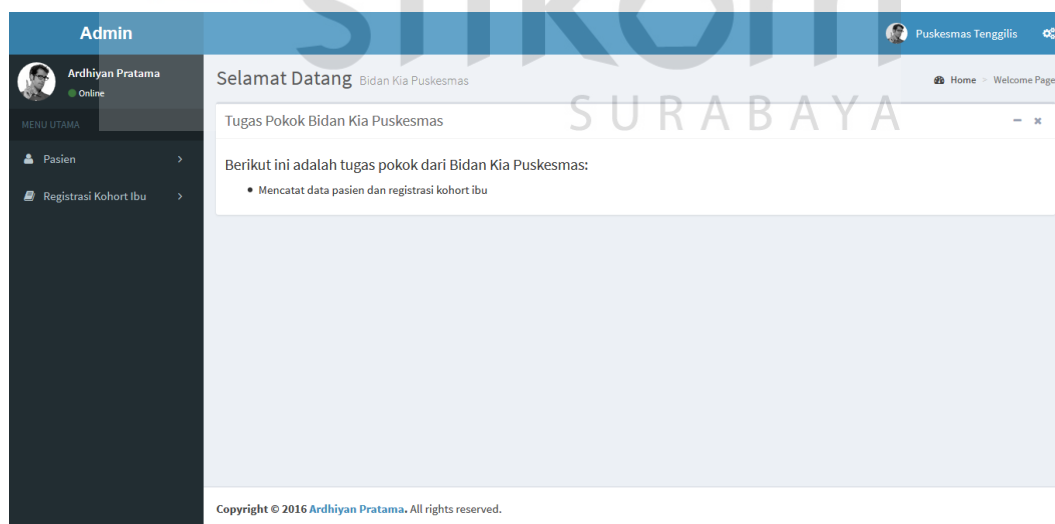 stikom
SURABAYA
Admin
Puskesmas Tenggilis
Ardhiyan Pratama
Online
Selamat Datang Bidan Kia Puskesmas
Home > Welcome Page
MENU UTAMA
Pasien
Registrasi Kohort Ibu
Tugas Pokok Bidan Kia Puskesmas
Berikut ini adalah tugas pokok dari Bidan Kia Puskesmas:
• Mencatat data pasien dan registrasi kohort ibu
Copyright © 2016 Ardhiyan Pratama. All rights reserved.